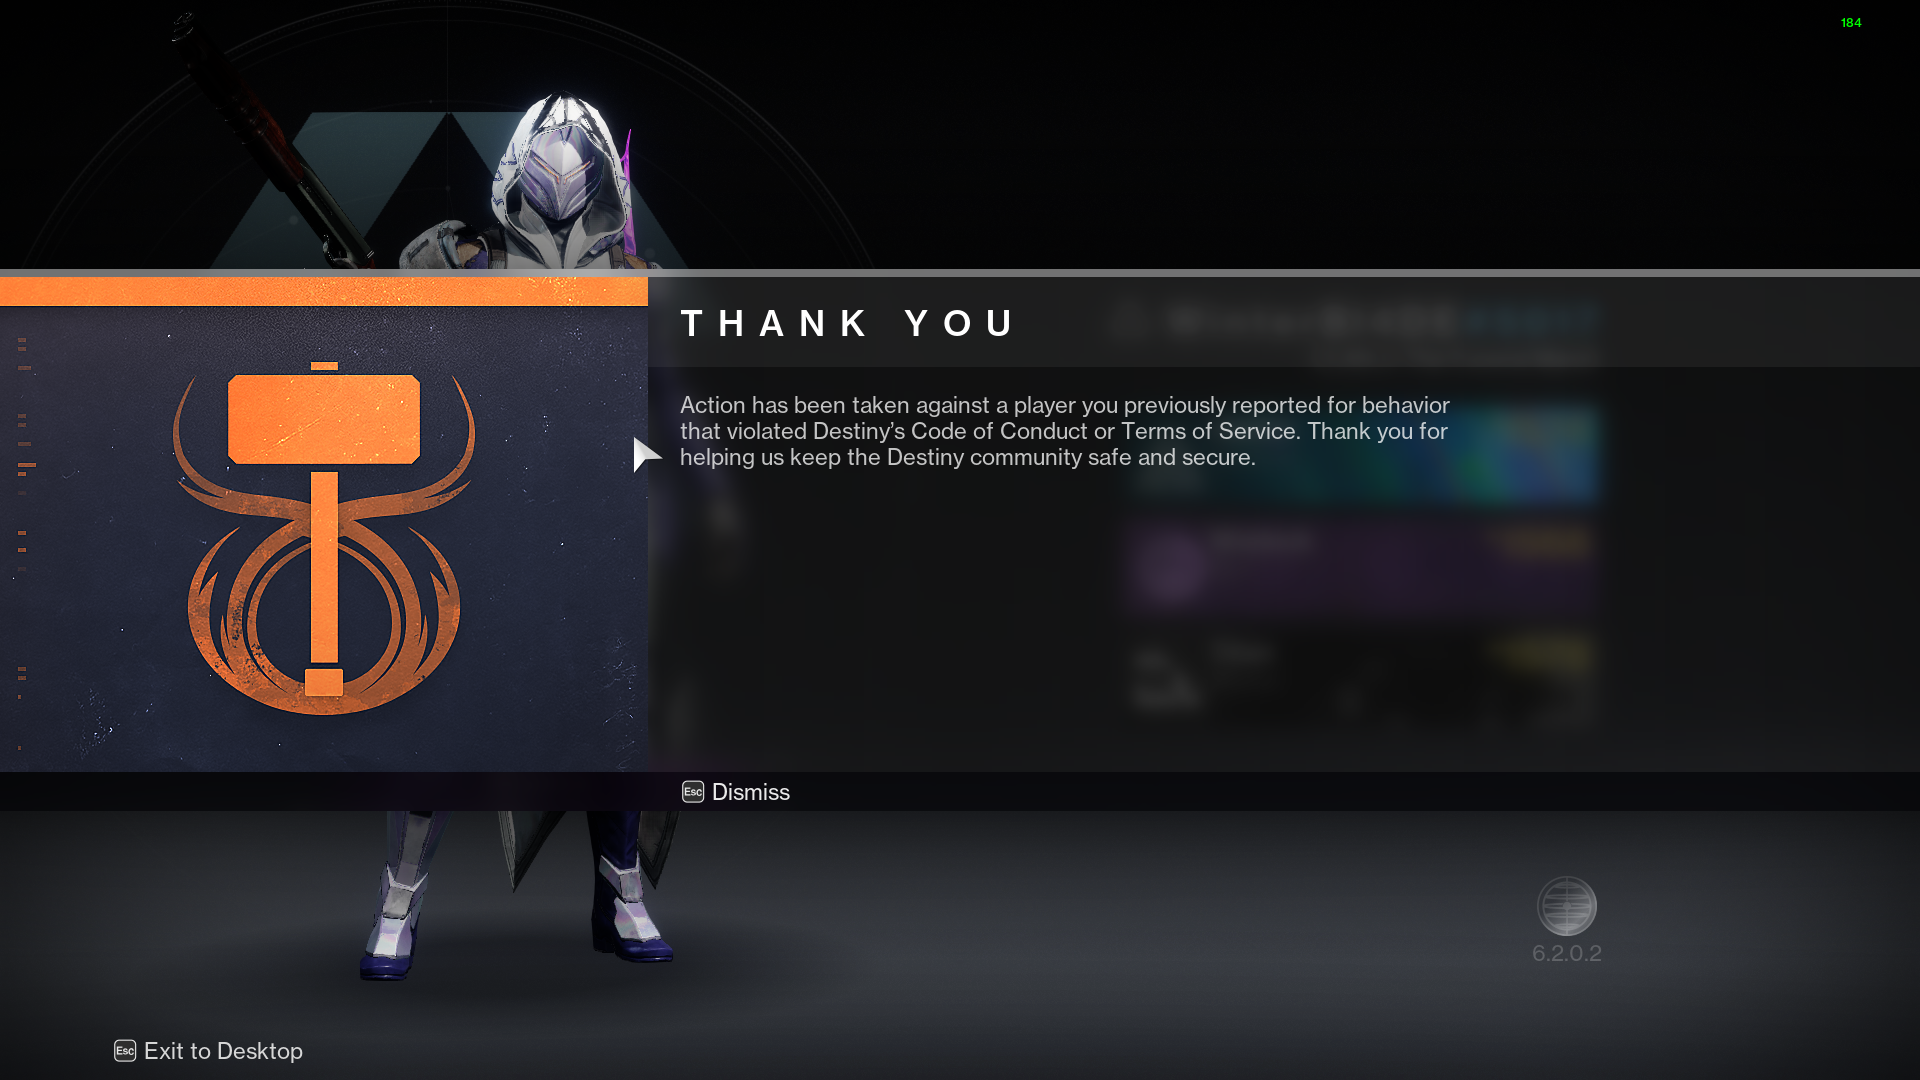 184
THANK YOU
Action has been taken against a player you previously reported for behavior
that violated Destiny’s Code of Conduct or Terms of Service. Thank you for
helping us keep the Destiny community safe and secure.
Esc Dismiss
6.2.0.2
Esc Exit to Desktop